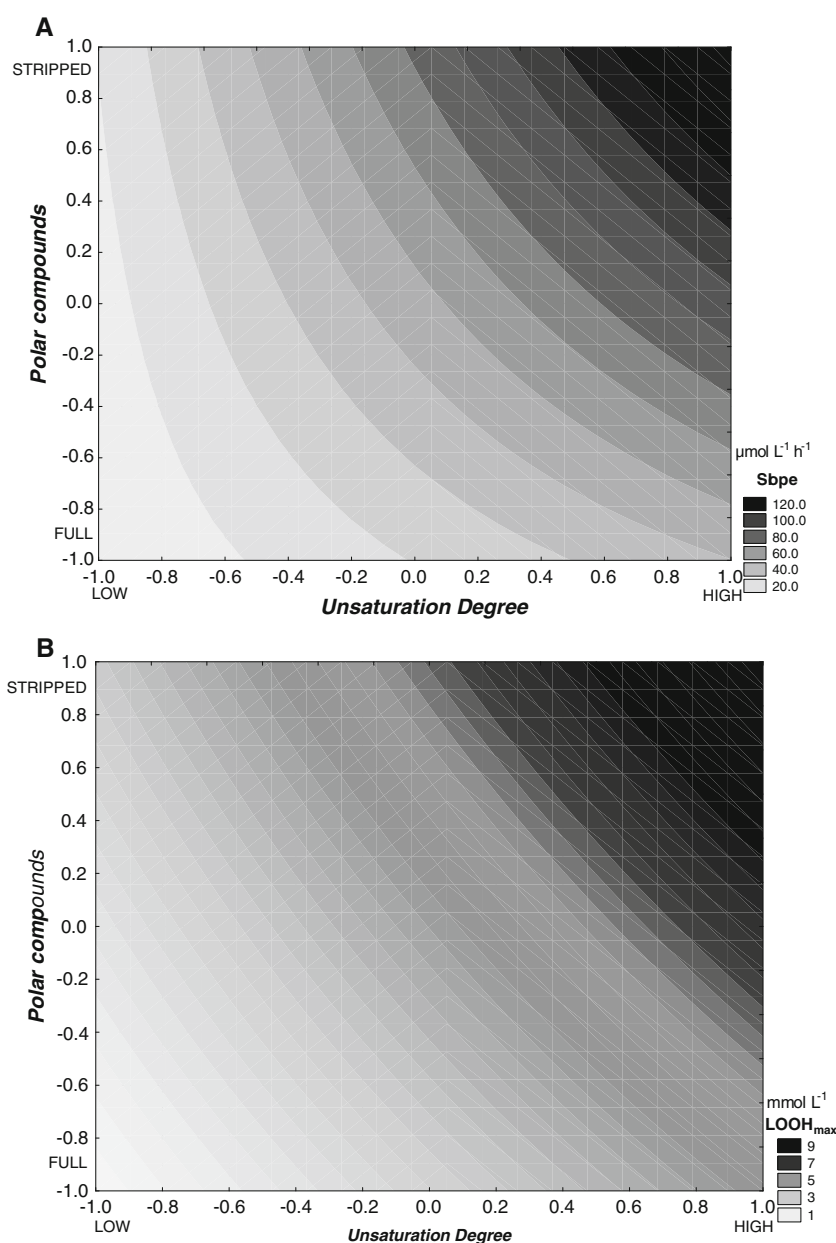 A
1.0
STRIPPED
0.8
0.6
0.4
0.2
0.0
-0.2
-0.4
-0.6
-0.8
FULL
-1.0
Polar compounds
-1.0 -0.8 -0.6 -0.4 -0.2 0.0 0.2 0.4 0.6 0.8 1.0
LOW HIGH
Unsaturation Degree
µmol L-1 h-1
Sbpe
120.0
100.0
80.0
60.0
40.0
20.0
B
1.0
STRIPPED
0.8
0.6
0.4
0.2
0.0
-0.2
-0.4
-0.6
-0.8
FULL
-1.0
Polar compounds
-1.0 -0.8 -0.6 -0.4 -0.2 0.0 0.2 0.4 0.6 0.8 1.0
LOW HIGH
Unsaturation Degree
mmol L-1
LOOHmax
9
7
5
3
1